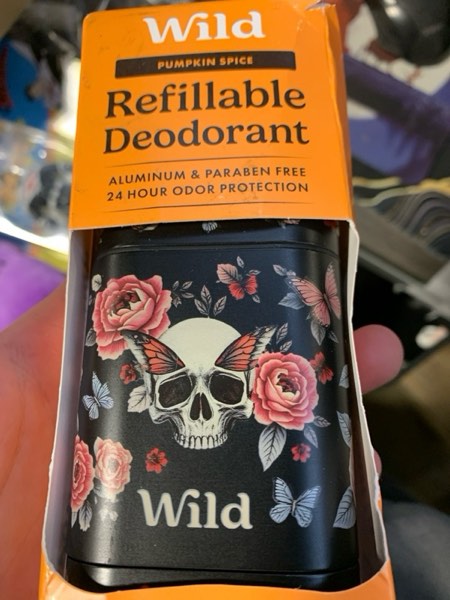 Wild
PUMPKIN SPICE
Refillable
Deodorant
ALUMINUM & PARABEN FREE
24 HOUR ODOR PROTECTION
Wild